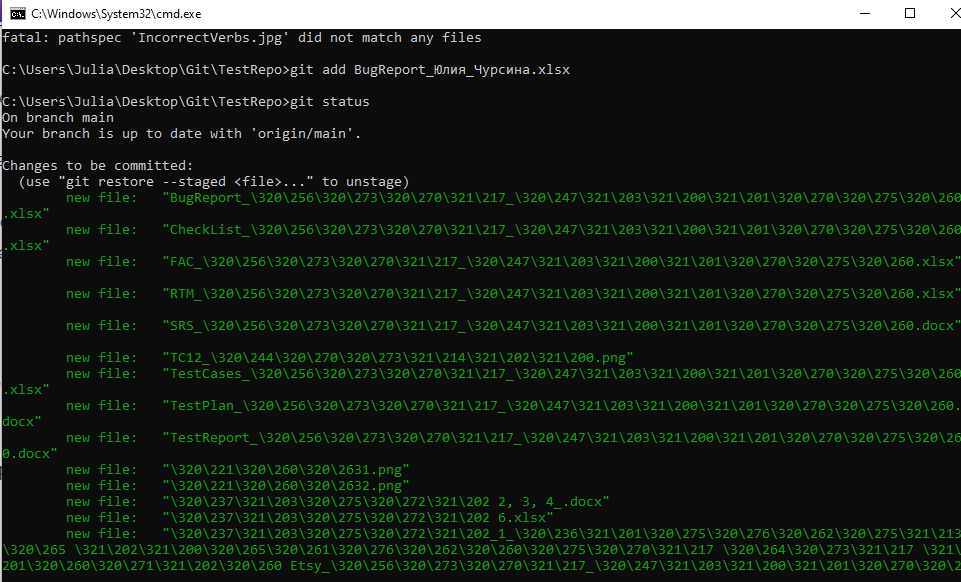 C:\Windows\System32\cmd.exe
fatal: pathspec 'IncorrectVerbs.jpg' did not match any files
C:\Users\Julia\Desktop\Git\TestRepo>git add BugReport_Юлия_Чурсина.xlsx
C:\Users\Julia\Desktop\Git\TestRepo>git status
On branch main
Your branch is up to date with 'origin/main'.
Changes to be committed:
(use "git restore --staged <file>..." to unstage)
new file: "BugReport_\320\256\320\273\320\270\321\217_\320\247\321\203\321\200\321\201\320\270\320\275\320\260
.xlsx"
new file: "CheckList_\320\256\320\273\320\270\321\217_\320\247\321\203\321\200\321\201\320\270\320\275\320\260
.xlsx"
new file: "FAC_\320\256\320\273\320\270\321\217_\320\247\321\203\321\200\321\201\320\270\320\275\320\260.xlsx"
new file: "RTM_\320\256\320\273\320\270\321\217_\320\247\321\203\321\200\321\201\320\270\320\275\320\260.xlsx"
new file: "SRS_\320\256\320\273\320\270\321\217_\320\247\321\203\321\200\321\201\320\270\320\275\320\260.docx"
new file: "TC12_\320\244\320\270\320\273\321\214\321\202\321\200.png"
new file: "TestCases_\320\256\320\273\320\270\321\217_\320\247\321\203\321\200\321\201\320\270\320\275\320\260
.xlsx"
new file: "TestPlan_\320\256\320\273\320\270\321\217_\320\247\321\203\321\200\321\201\320\270\320\275\320\260.
docx"
new file: "TestReport_\320\256\320\273\320\270\321\217_\320\247\321\203\321\200\321\201\320\270\320\275\320\26
0.docx"
new file: "\320\221\320\260\320\2631.png"
new file: "\320\221\320\260\320\2632.png"
new file: "\320\237\321\203\320\275\320\272\321\202 2, 3, 4_.docx"
new file: "\320\237\321\203\320\275\320\272\321\202 6.xlsx"
new file: "\320\237\321\203\320\275\320\272\321\202_1_\320\236\321\201\320\275\320\276\320\262\320\275\321\213
\320\265 \321\202\321\200\320\265\320\261\320\276\320\262\320\260\320\275\320\270\321\217 \320\264\320\273\321\217 \321\
201\320\260\320\271\321\202\320\260 Etsy_\320\256\320\273\320\270\321\217_\320\247\321\203\321\200\321\201\320\270\320\2